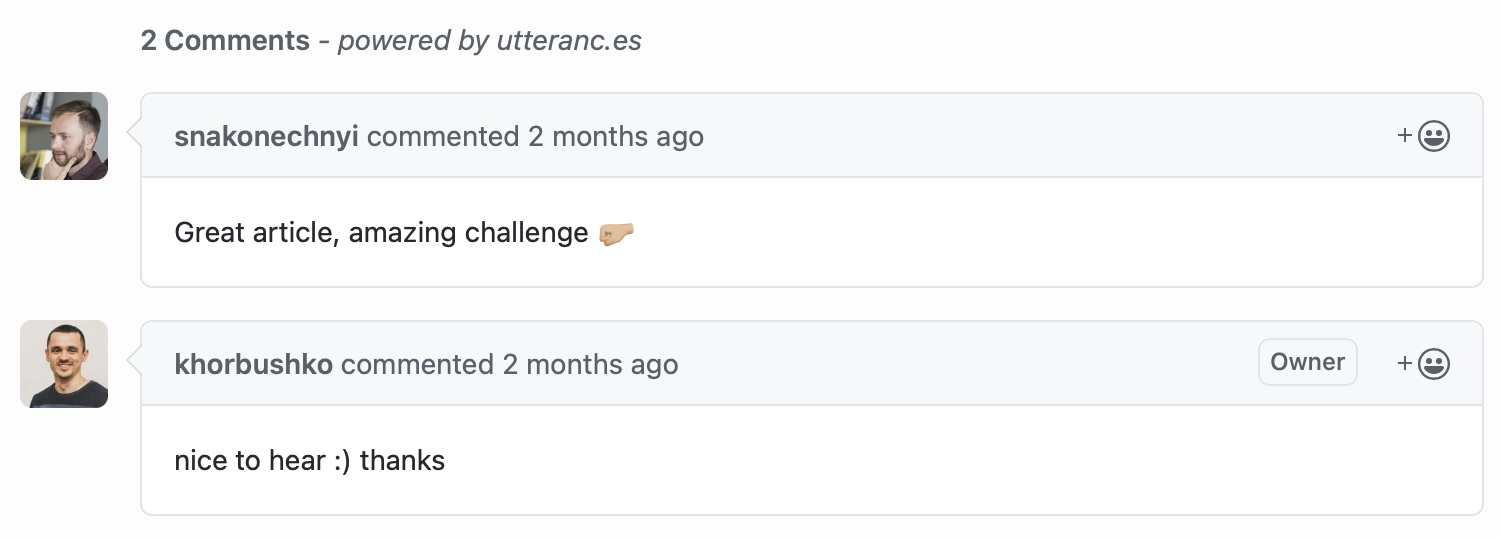 2 Comments - powered by utteranc.es
snakonechnyi commented 2 months ago
Great article, amazing challenge 🤛🏼
khorbushko commented 2 months ago Owner
nice to hear :) thanks